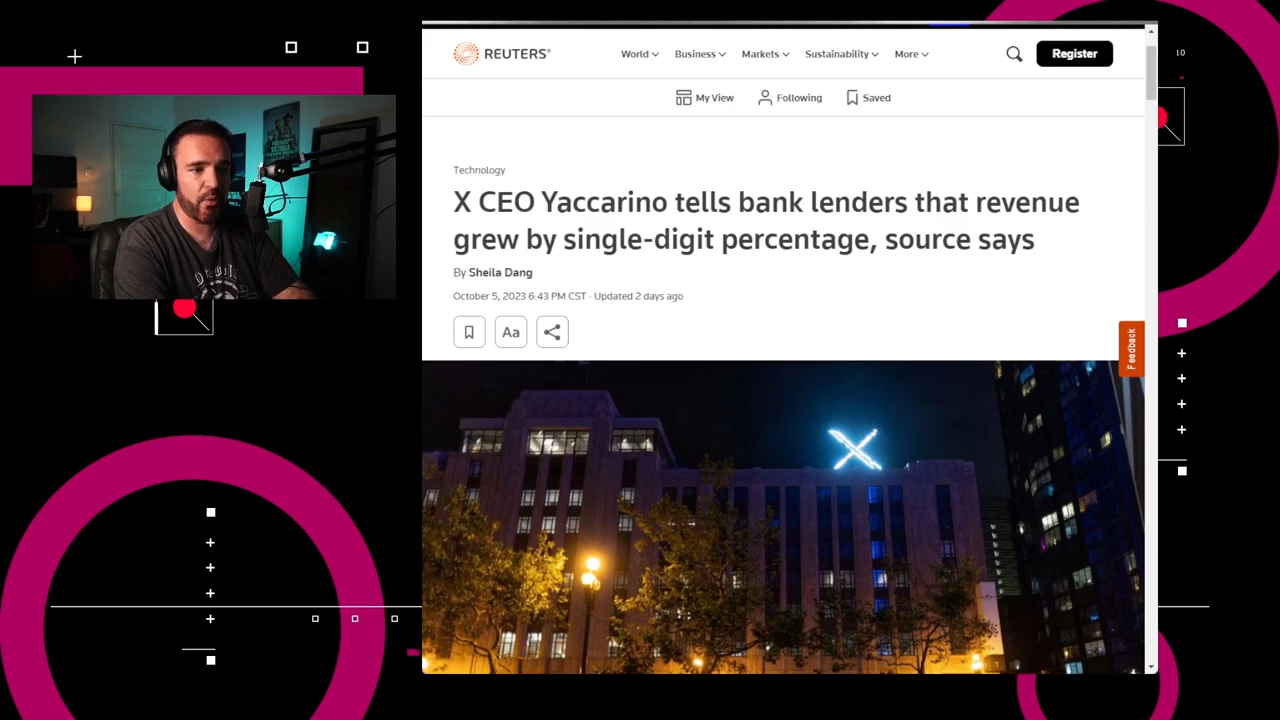 REUTERS®
World Business Markets Sustainability More
Register
My View Following Saved
Technology
X CEO Yaccarino tells bank lenders that revenue
grew by single-digit percentage, source says
By Sheila Dang
October 5, 2023 6:43 PM CST · Updated 2 days ago
Aa
Feedback
X